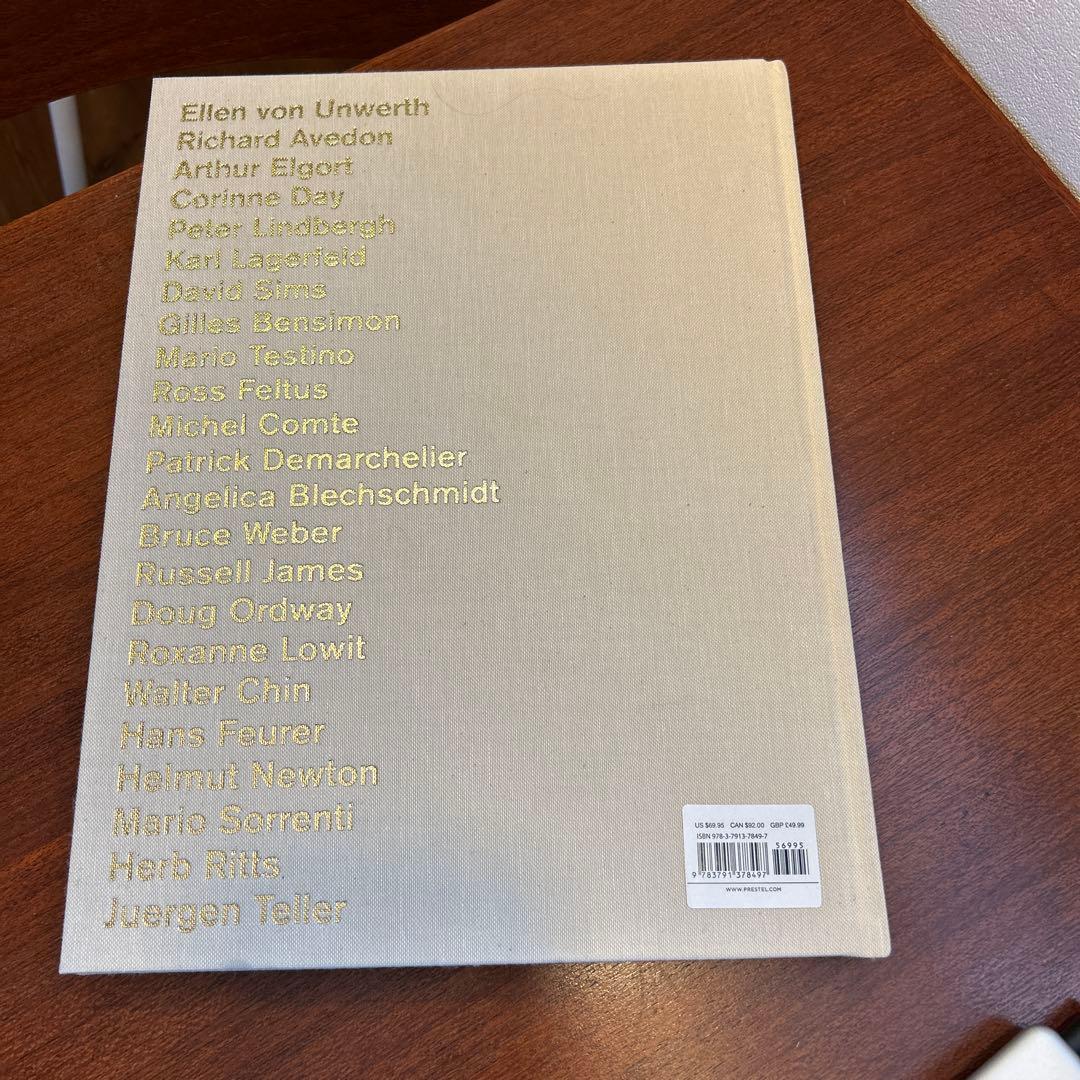 Ellen von Unwerth
Richard Avedon
Arthur Elgort
Corinne Day
Peter Lindbergh
Karl Lagerfeld
David Sims
Gilles Bensimon
Mario Testino
Ross Feltus
Michel Comte
Patrick Demarchelier
Angelica Blechschmidt
Bruce Weber
Russell James
Doug Ordway
Roxanne Lowit
Walter Chin
Hans Feurer
Helmut Newton
Mario Sorrenti
Herb Ritts
Juergen Teller
US $69.95 CAN $92.00 GBP £49.99
ISBN 978-3-7913-7849-7
56995
9 783791 378497
WWW.PRESTEL.COM